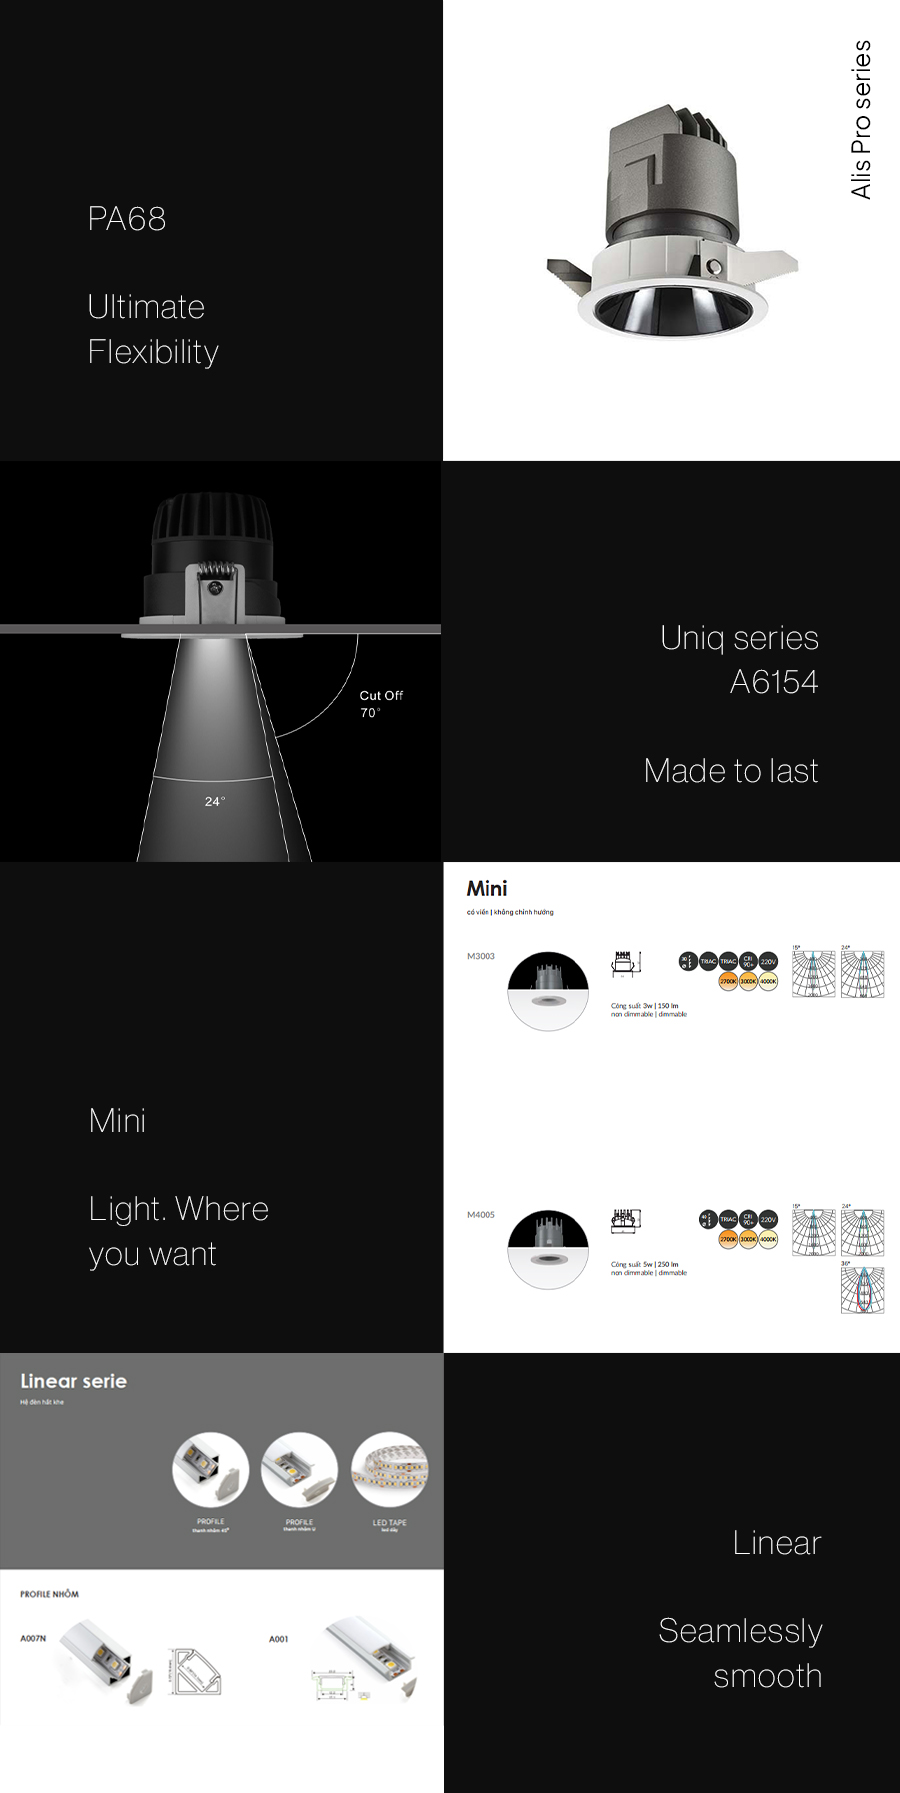 PA68
Ultimate
Flexibility
Alis Pro series
Cut Off
70°
24°
Uniq series
A6154
Made to last
Mini
Light. Where
you want
Mini
có viền | không chỉnh hướng
M3003
TRIAC
TRIAC
CRI
90+
220V
2700K
3000K
4000K
15°
24°
Công suất 3w | 150 lm
non dimmable | dimmable
M4005
TRIAC
CRI
90+
220V
2700K
3000K
4000K
15°
24°
36°
Công suất 5w | 250 lm
non dimmable | dimmable
Linear serie
Hệ đèn hắt khe
PROFILE
thanh nhôm 45°
PROFILE
thanh nhôm U
LED TAPE
led dây
PROFILE NHÔM
A007N
A001
Linear
Seamlessly
smooth